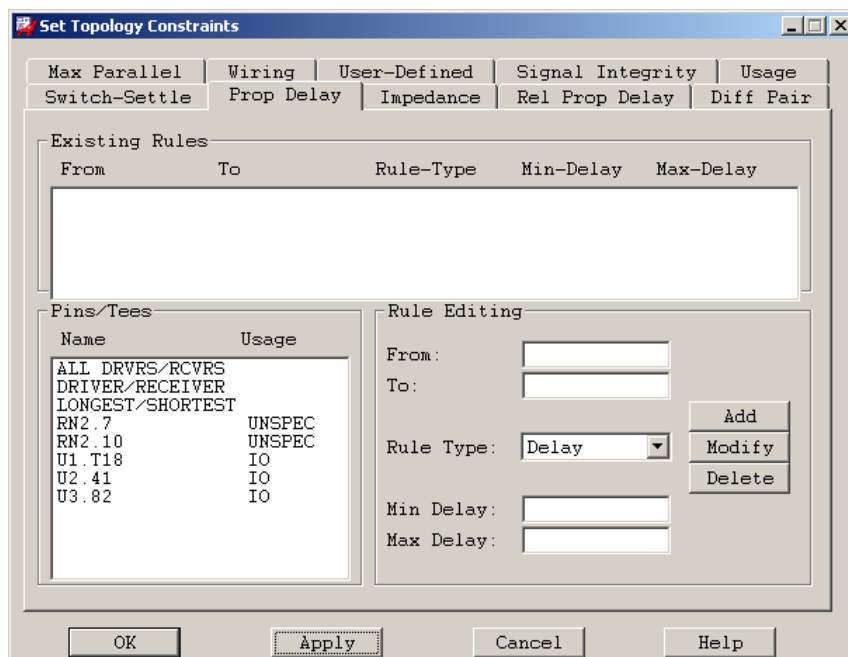 Set Topology Constraints
Max Parallel Wiring User-Defined Signal Integrity Usage
Switch-Settle Prop Delay Impedance Rel Prop Delay Diff Pair
Existing Rules
From To Rule-Type Min-Delay Max-Delay
Pins/Tees
Name Usage
ALL DRVRS/RCVRS
DRIVER/RECEIVER
LONGEST/SHORTEST
RN2.7 UNSPEC
RN2.10 UNSPEC
U1.T18 IO
U2.41 IO
U3.82 IO
Rule Editing
From:
To:
Rule Type: Delay
Min Delay:
Max Delay:
Add
Modify
Delete
OK Apply Cancel Help